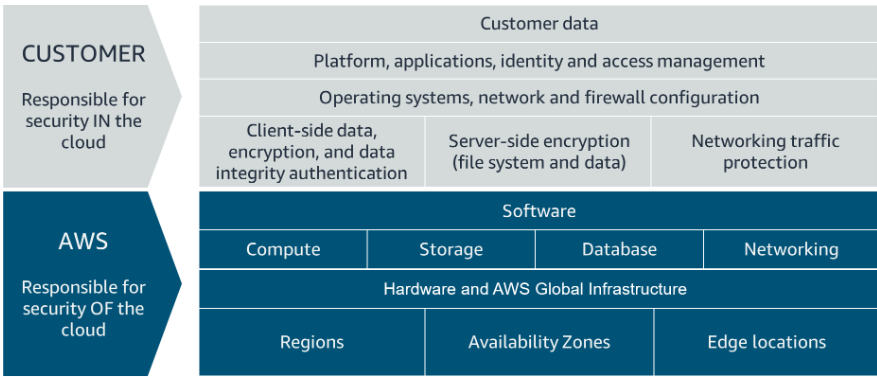 CUSTOMER
Responsible for
security IN the
cloud
Customer data
Platform, applications, identity and access management
Operating systems, network and firewall configuration
Client-side data,
encryption, and data
integrity authentication
Server-side encryption
(file system and data)
Networking traffic
protection
AWS
Responsible for
security OF the
cloud
Software
Compute
Storage
Database
Networking
Hardware and AWS Global Infrastructure
Regions
Availability Zones
Edge locations